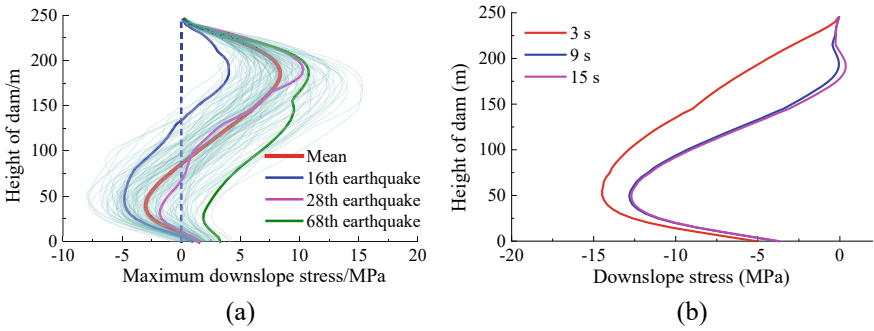 250
200
150
100
50
0
Height of dam/m
-10
-5
0
5
10
15
20
Maximum downslope stress/MPa
Mean
16th earthquake
28th earthquake
68th earthquake
(a)
250
200
150
100
50
0
Height of dam (m)
-20
-15
-10
-5
0
Downslope stress (MPa)
3 s
9 s
15 s
(b)